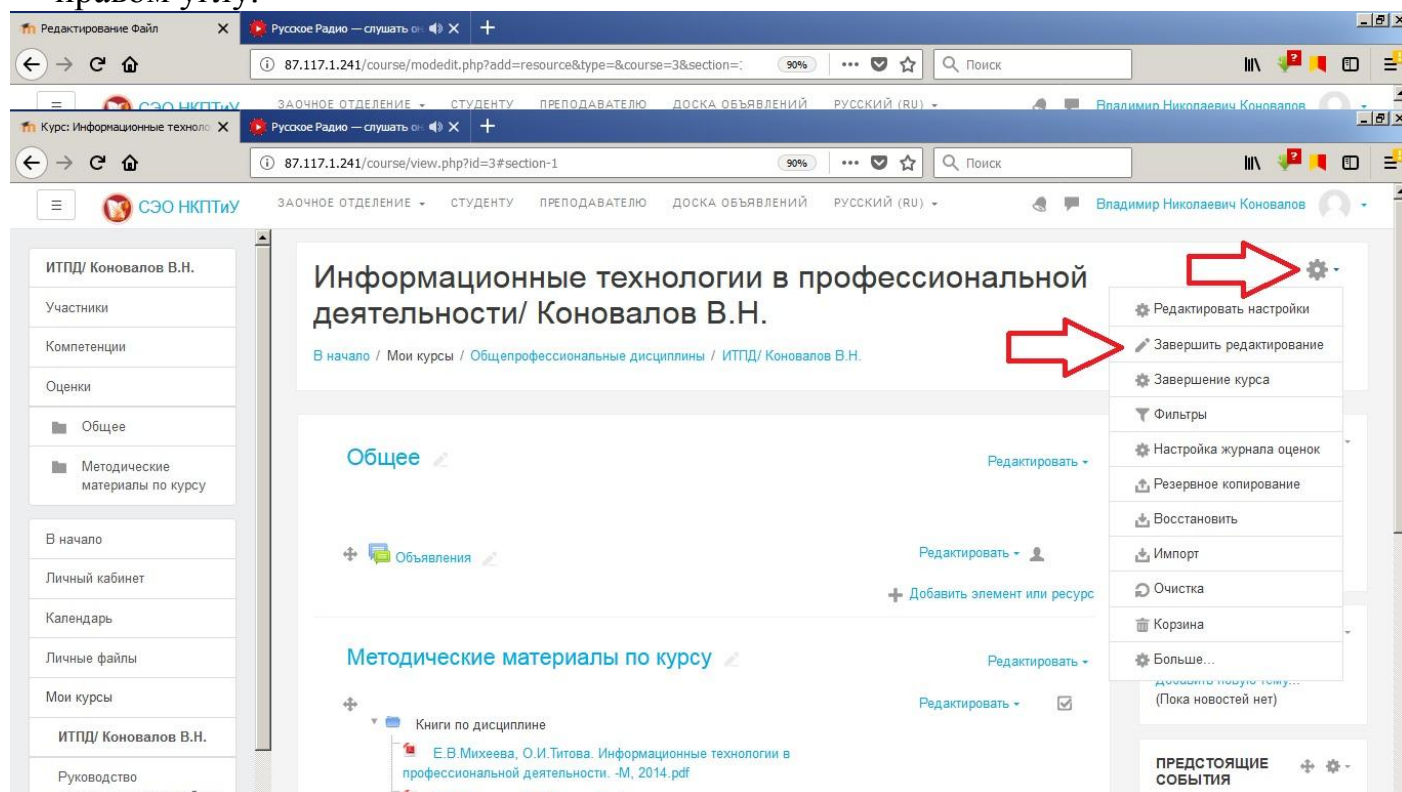 правом углу.
Редактирование Файл
Русское Радио — слушать он
87.117.1.241/course/modedit.php?add=resource&type=&course=3&section=:
90%
Поиск
СЭО НКПТиУ
ЗАОЧНОЕ ОТДЕЛЕНИЕ
СТУДЕНТУ
ПРЕПОДАВАТЕЛЮ
ДОСКА ОБЪЯВЛЕНИЙ
РУССКИЙ (RU)
Владимир Николаевич Коновалов
Курс: Информационные техноло
Русское Радио — слушать он
87.117.1.241/course/view.php?id=3#section-1
90%
Поиск
СЭО НКПТиУ
ЗАОЧНОЕ ОТДЕЛЕНИЕ
СТУДЕНТУ
ПРЕПОДАВАТЕЛЮ
ДОСКА ОБЪЯВЛЕНИЙ
РУССКИЙ (RU)
Владимир Николаевич Коновалов
ИТПД/ Коновалов В.Н.
Участники
Компетенции
Оценки
Общее
Методические
материалы по курсу
В начало
Личный кабинет
Календарь
Личные файлы
Мои курсы
ИТПД/ Коновалов В.Н.
Руководство
Информационные технологии в профессиональной
деятельности/ Коновалов В.Н.
В начало / Мои курсы / Общепрофессиональные дисциплины / ИТПД/ Коновалов В.Н.
Общее
Редактировать
Объявления
Редактировать
Добавить элемент или ресурс
Методические материалы по курсу
Редактировать
Редактировать
Книги по дисциплине
Е.В.Михеева, О.И.Титова. Информационные технологии в
профессиональной деятельности. -М, 2014.pdf
Редактировать настройки
Завершить редактирование
Завершение курса
Фильтры
Настройка журнала оценок
Резервное копирование
Восстановить
Импорт
Очистка
Корзина
Больше...
Добавить новую тему...
(Пока новостей нет)
ПРЕДСТОЯЩИЕ
СОБЫТИЯ